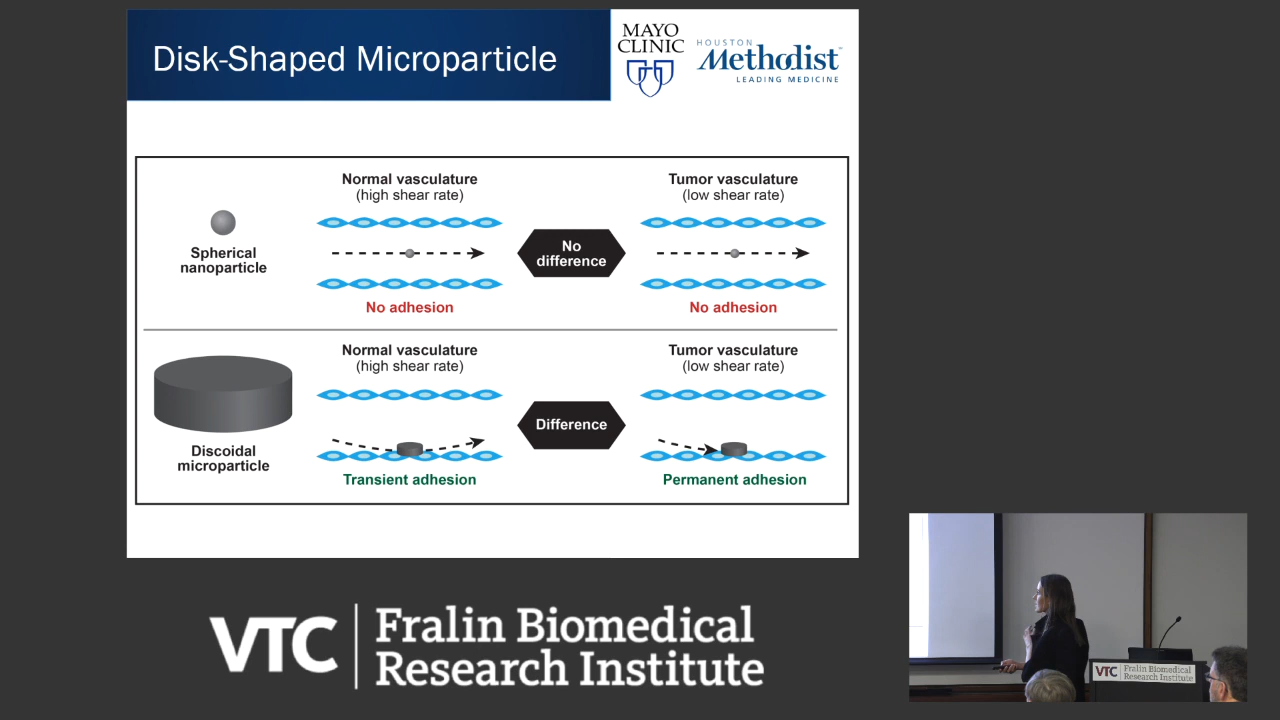 Disk-Shaped Microparticle
MAYO
CLINIC
HOUSTON
Methodist
LEADING MEDICINE
Normal vasculature
(high shear rate)
Tumor vasculature
(low shear rate)
Spherical
nanoparticle
No
difference
No adhesion
No adhesion
Normal vasculature
(high shear rate)
Tumor vasculature
(low shear rate)
Discoidal
microparticle
Difference
Transient adhesion
Permanent adhesion
VTC
Fralin Biomedical
Research Institute
VTC
Fralin Biomedical
Research Institute